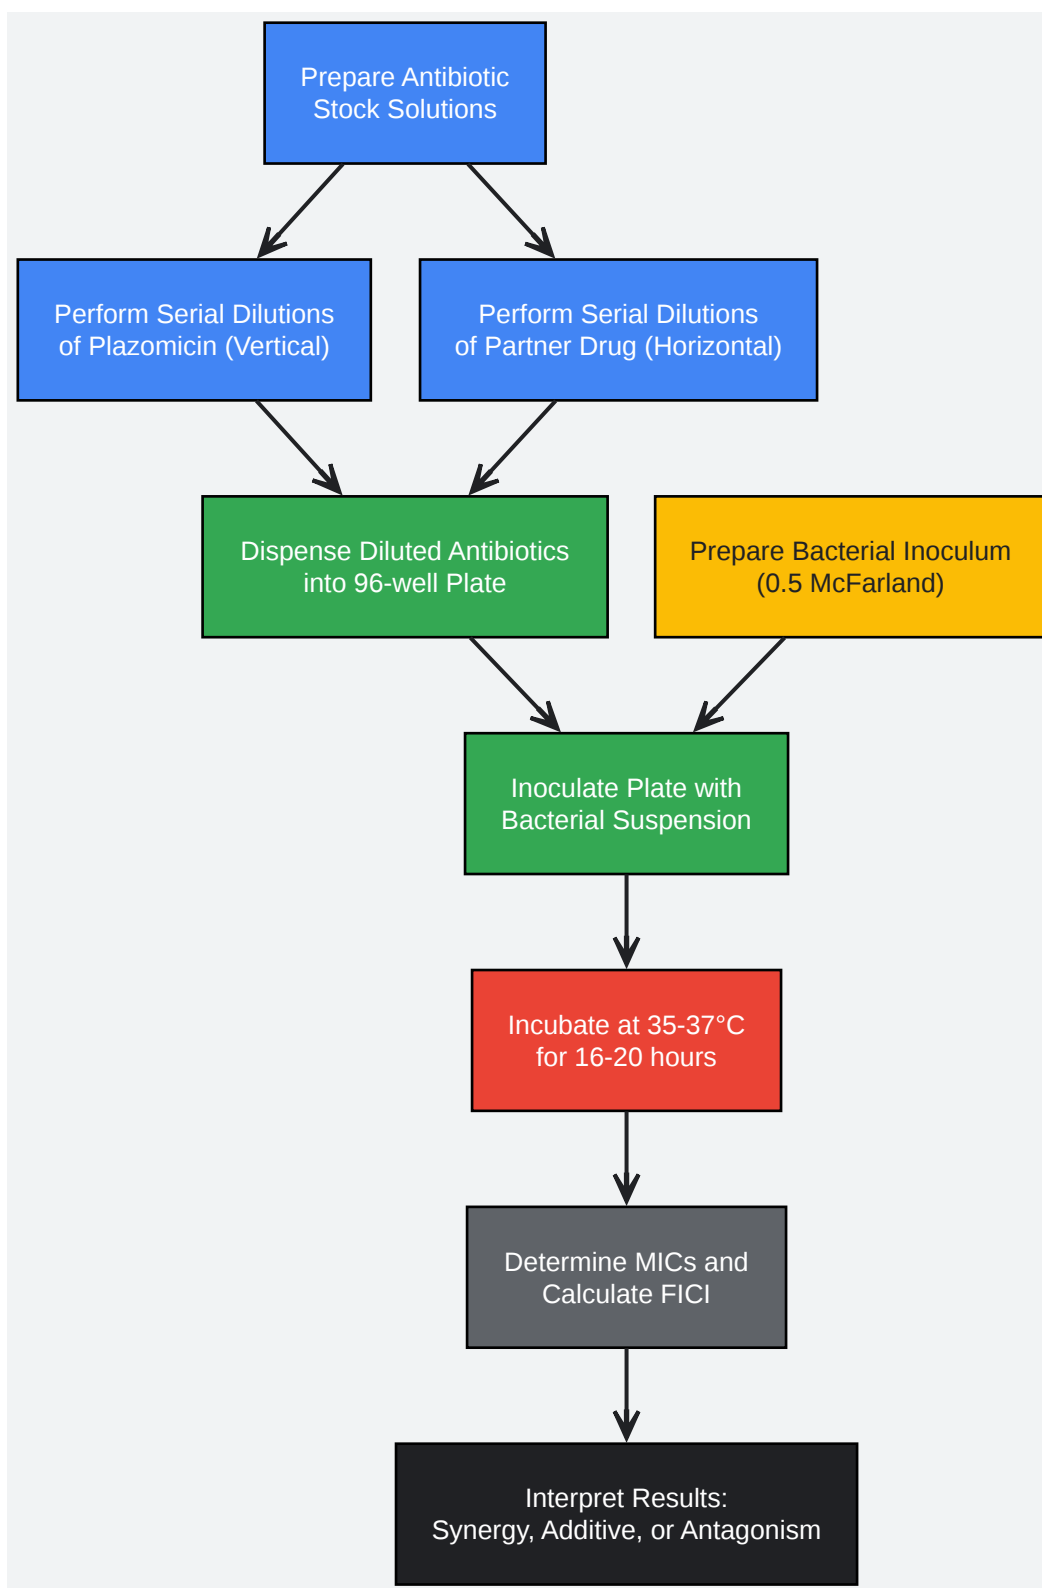 Prepare Antibiotic
Stock Solutions
Perform Serial Dilutions
of Plazomicin (Vertical)
Perform Serial Dilutions
of Partner Drug (Horizontal)
Dispense Diluted Antibiotics
into 96-well Plate
Prepare Bacterial Inoculum
(0.5 McFarland)
Inoculate Plate with
Bacterial Suspension
Incubate at 35-37°C
for 16-20 hours
Determine MICs and
Calculate FICI
Interpret Results:
Synergy, Additive, or Antagonism